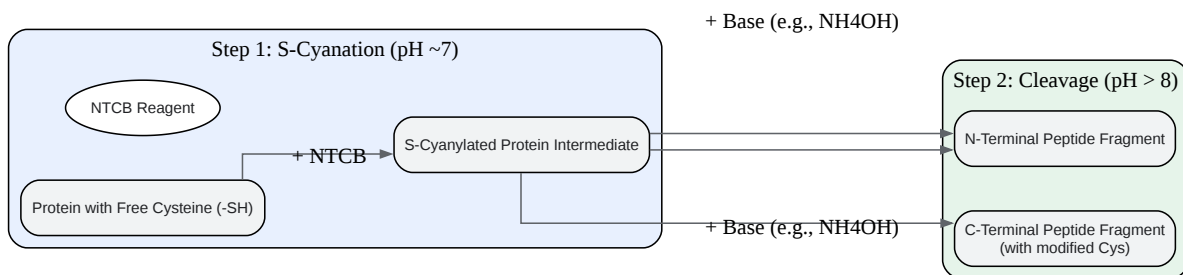 + Base (e.g., NH4OH)
Step 1: S-Cyanation (pH ~7)
Step 2: Cleavage (pH > 8)
NTCB Reagent
N-Terminal Peptide Fragment
S-Cyanylated Protein Intermediate
+ NTCB
Protein with Free Cysteine (-SH)
+ Base (e.g., NH4OH)
C-Terminal Peptide Fragment
(with modified Cys)